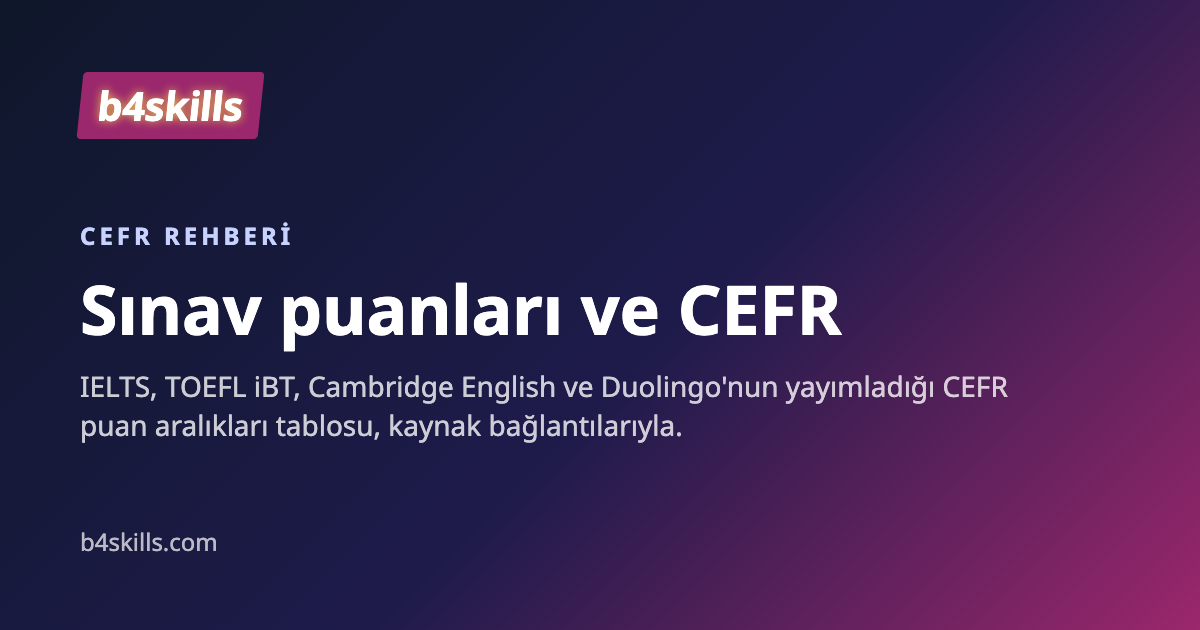 b4skills
CEFR REHBERİ
Sınav puanları ve CEFR
IELTS, TOEFL iBT, Cambridge English ve Duolingo'nun yayımladığı CEFR
puan aralıkları tablosu, kaynak bağlantılarıyla.
b4skills.com